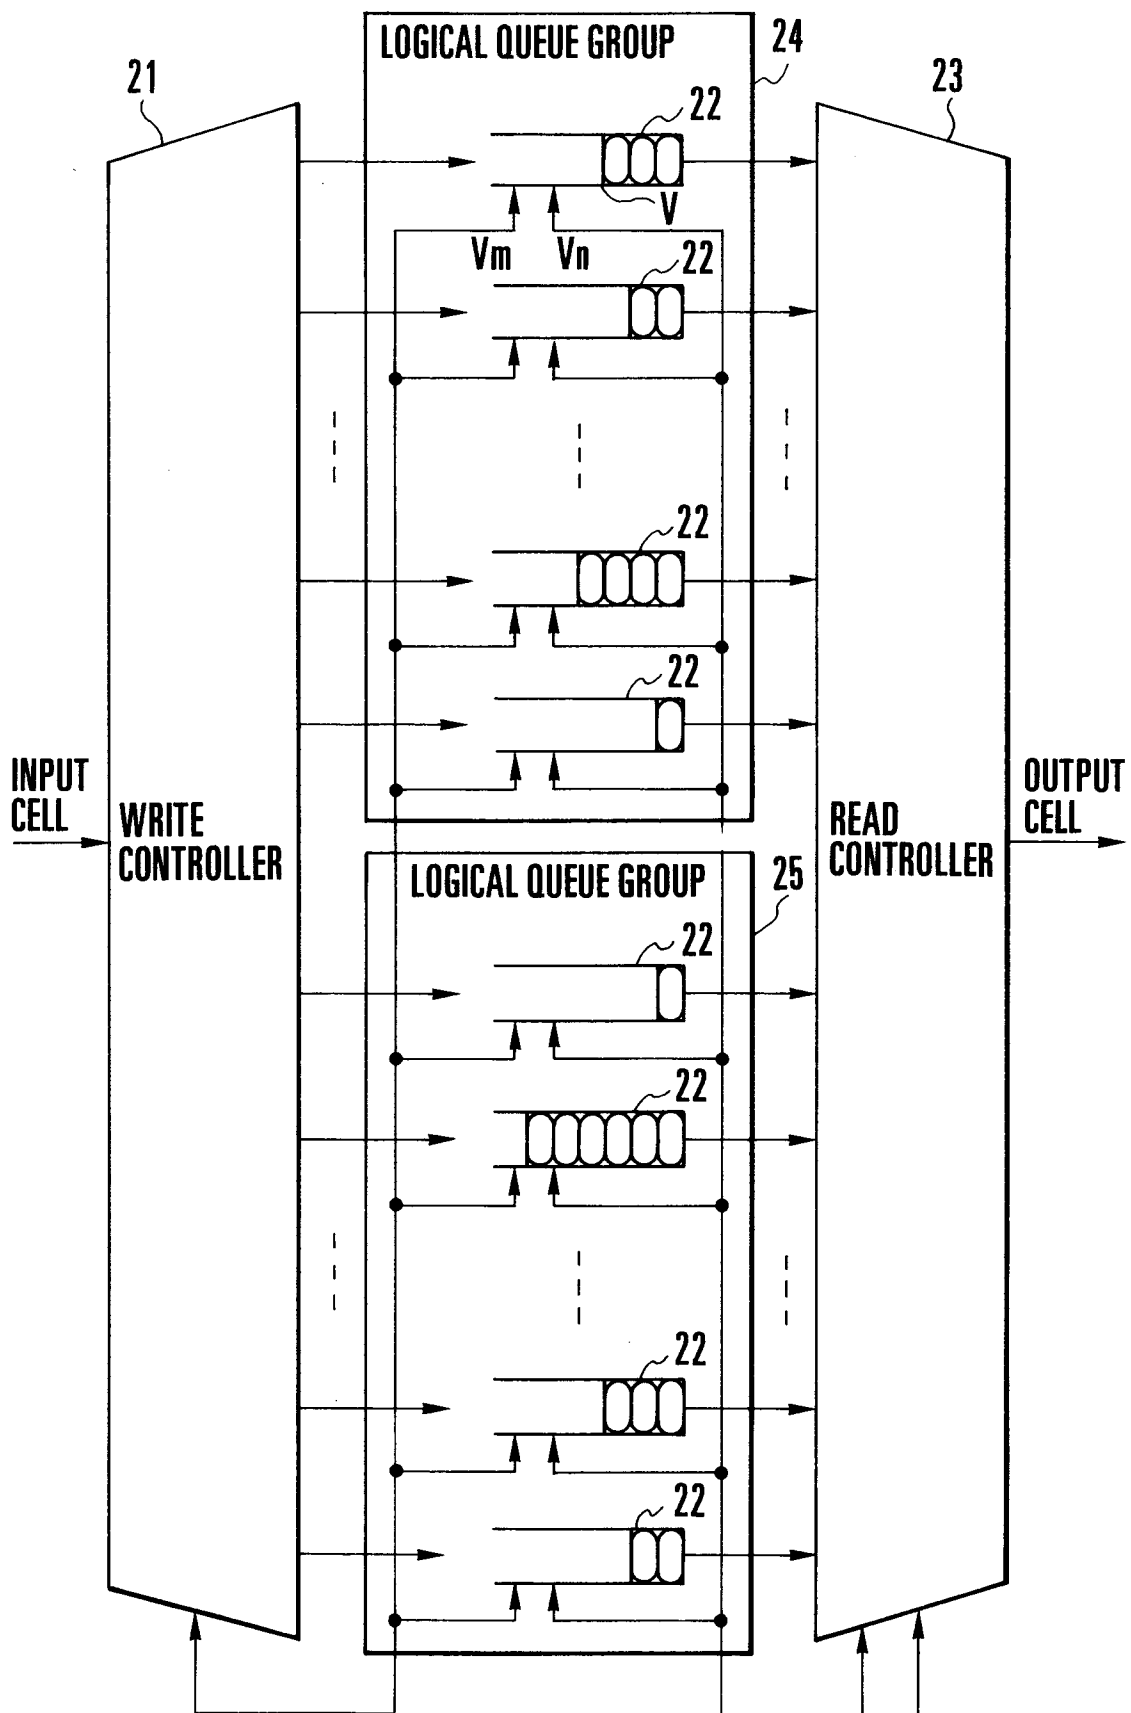 LOGICAL QUEUE GROUP
24
21
23
22
V
Vm
Vn
22
22
22
INPUT
CELL
WRITE
CONTROLLER
READ
CONTROLLER
OUTPUT
CELL
LOGICAL QUEUE GROUP
25
22
22
22
22